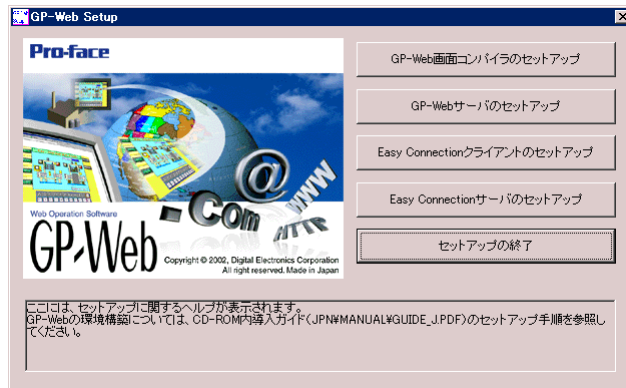 GP-Web Setup
Pro-face
GP-Web画面コンパイラのセットアップ
GP-Webサーバのセットアップ
Easy Connectionクライアントのセットアップ
Easy Connectionサーバのセットアップ
セットアップの終了
@
WWW
-Com
HTTP
Web Operation Software
GP-Web
Copyright © 2002, Digital Electronics Corporation
All right reserved. Made in Japan
ここには、セットアップに関するヘルプが表示されます。
GP-Webの環境構築については、CD-ROM内導入ガイド(JPN¥MANUAL¥GUIDE_J.PDF)のセットアップ手順を参照し
てください。